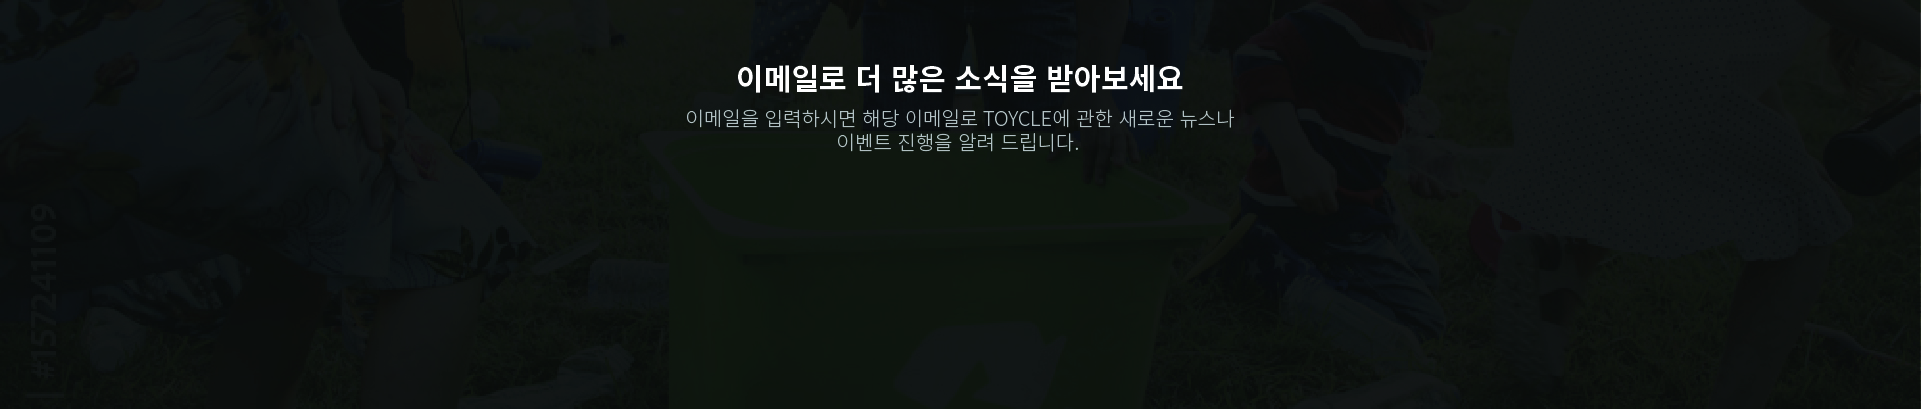 이메일로 더 많은 소식을 받아보세요
이메일을 입력하시면 해당 이메일로 TOYCLE에 관한 새로운 뉴스나
이벤트 진행을 알려 드립니다.
#1572241109